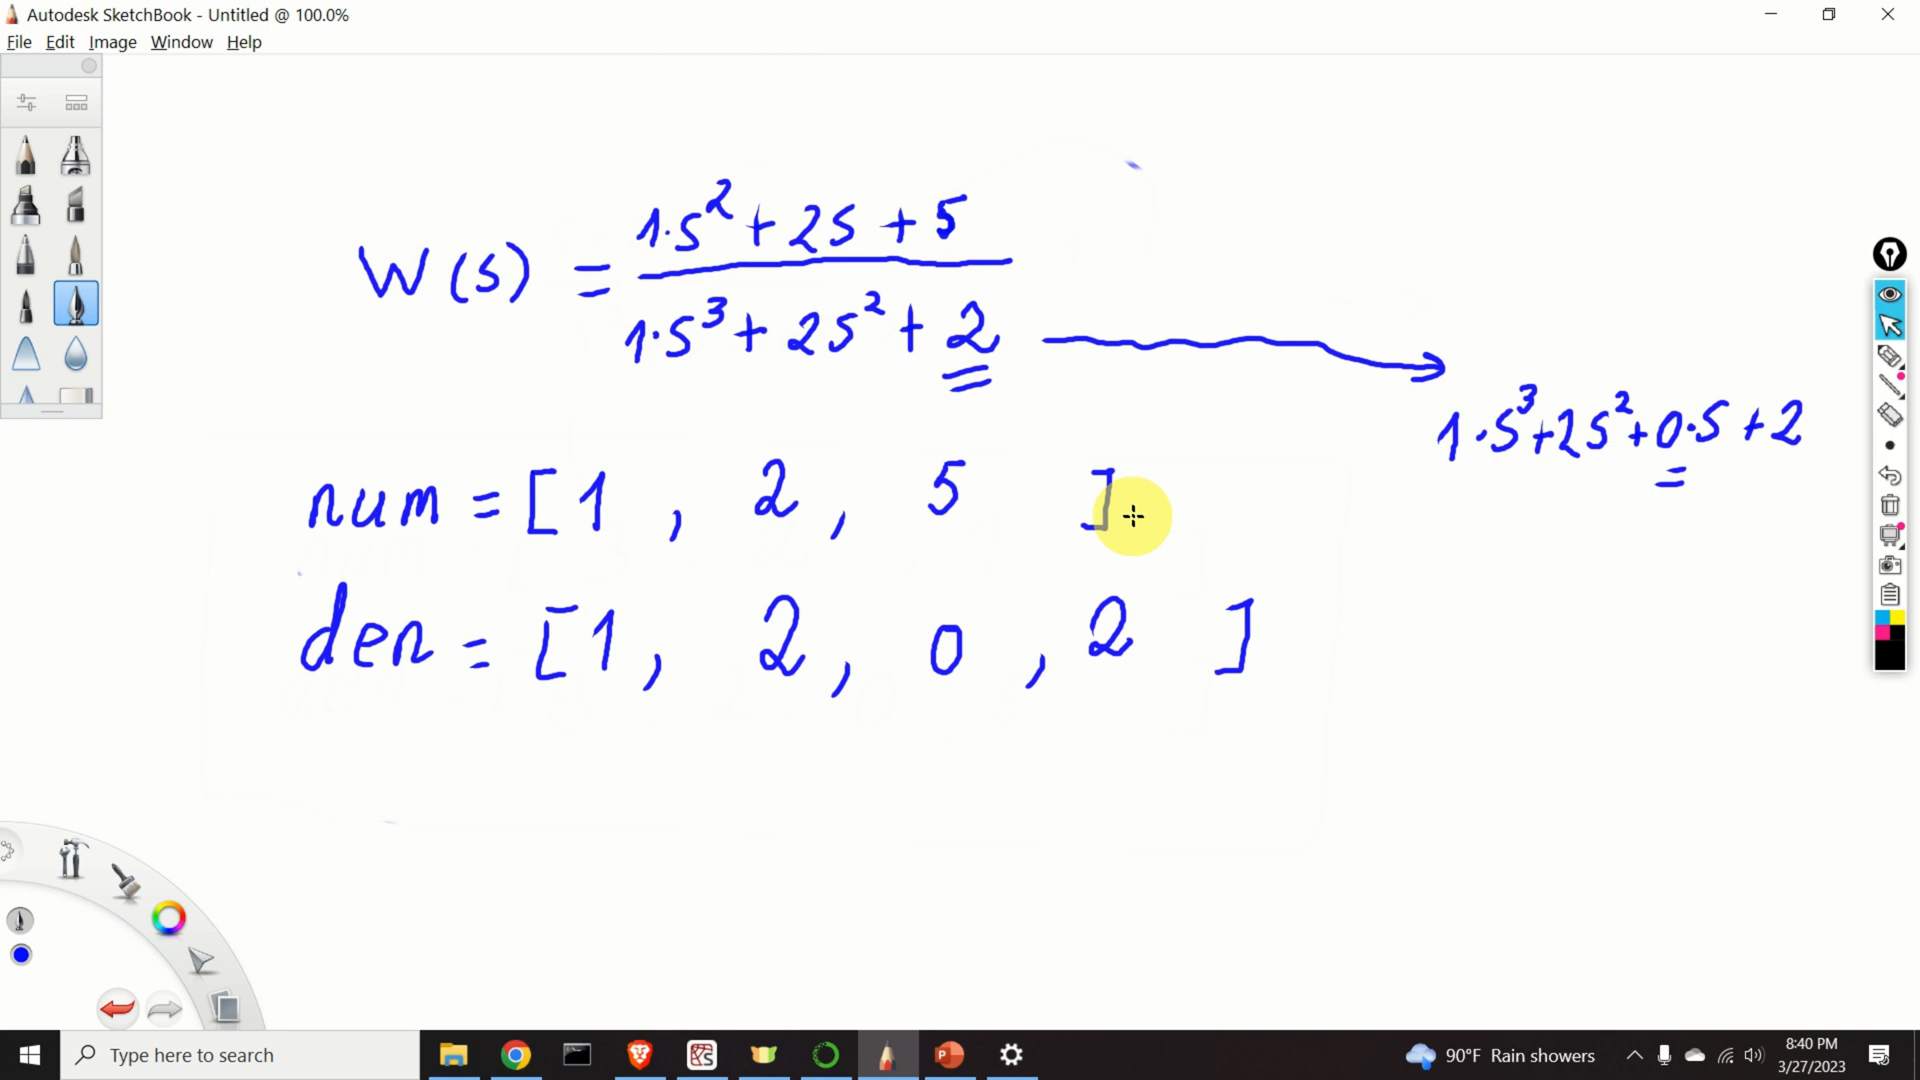 Autodesk SketchBook - Untitled @ 100.0%
File Edit Image Window Help
W(s) = 1·s² + 2s + 5
1·s³ + 2s² + 2
1·s³+2s²+0·s+2
num = [1, 2, 5 ]
den = [1, 2, 0, 2 ]
Type here to search
90°F Rain showers
8:40 PM
3/27/2023